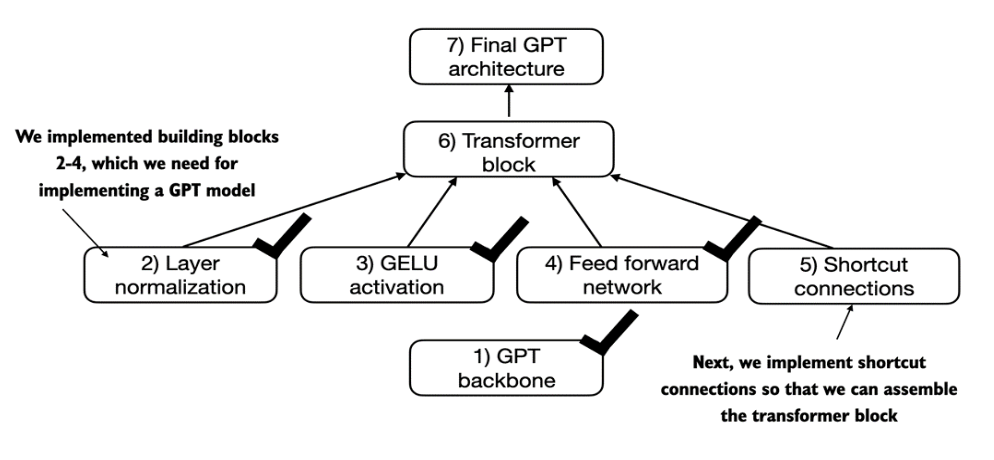 7) Final GPT
architecture
We implemented building blocks
2-4, which we need for
implementing a GPT model
6) Transformer
block
2) Layer
normalization
3) GELU
activation
4) Feed forward
network
5) Shortcut
connections
1) GPT
backbone
Next, we implement shortcut
connections so that we can assemble
the transformer block